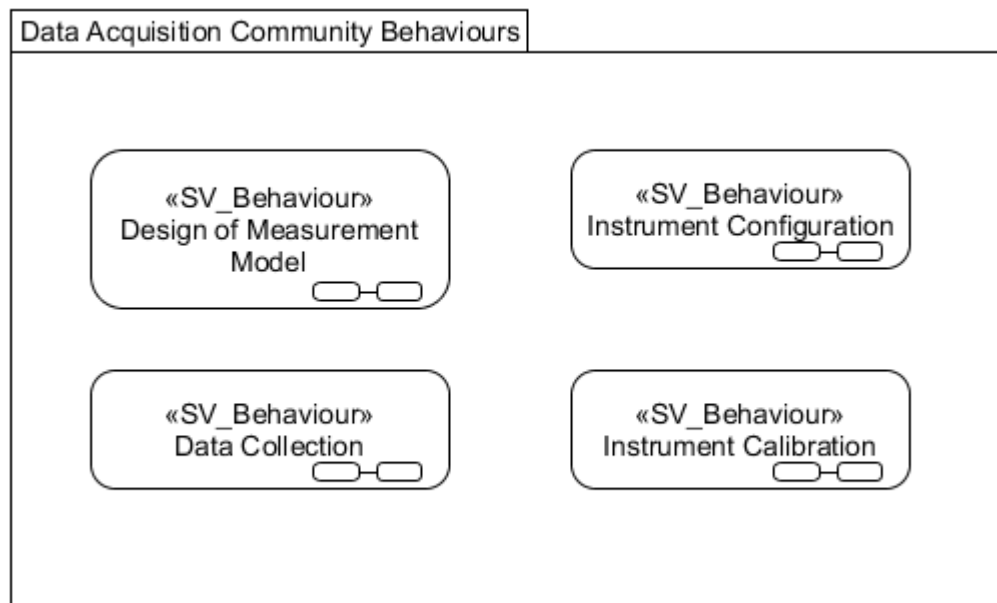 Data Acquisition Community Behaviours
«SV_Behaviour»
Design of Measurement
Model
«SV_Behaviour»
Instrument Configuration
«SV_Behaviour»
Data Collection
«SV_Behaviour»
Instrument Calibration